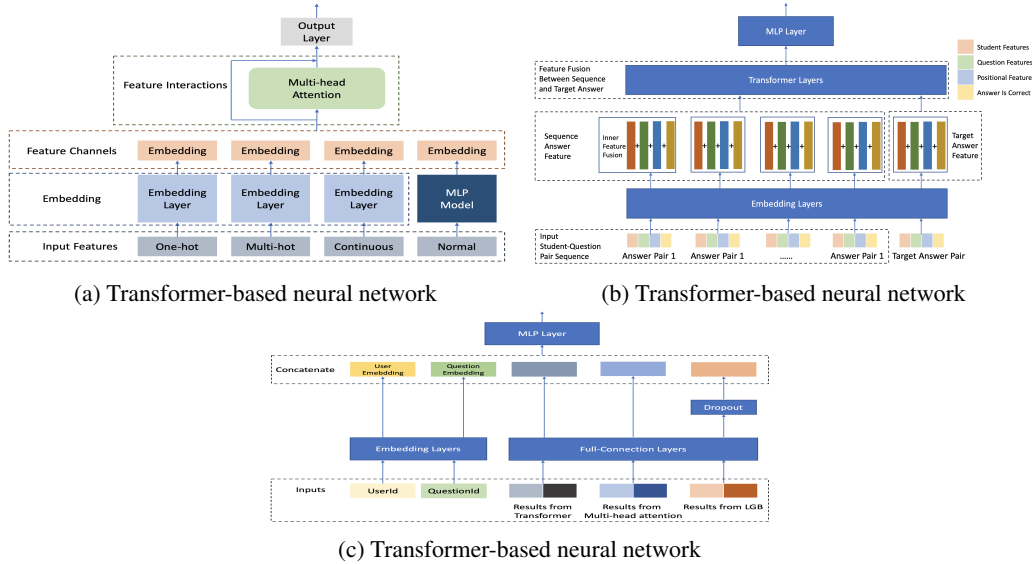 Output
Layer
Feature Interactions
Multi-head
Attention
Feature Channels
Embedding
Embedding
Embedding
Embedding
Embedding
Embedding
Layer
Embedding
Layer
Embedding
Layer
MLP
Model
Input Features
One-hot
Multi-hot
Continuous
Normal
(a) Transformer-based neural network
MLP Layer
Student Features
Question Features
Positional Feature
Answer Is Correct
Feature Fusion
Between Sequence
and Target Answer
Transformer Layers
Sequence
Answer
Feature
Inner
Feature
Fusion
+ + +
+ + +
+ + +
+ + +
+ + +
Target
Answer
Feature
Embedding Layers
Input
Student-Question
Pair Sequence
Answer Pair 1
Answer Pair 1
......
Answer Pair 1
Target Answer Pair
(b) Transformer-based neural network
MLP Layer
Concatenate
User
Emebdding
Question
Embedding
Dropout
Embedding Layers
Full-Connection Layers
Inputs
UserId
QuestionId
Results from
Transformer
Results from
Multi-head attention
Results from LGB
(c) Transformer-based neural network